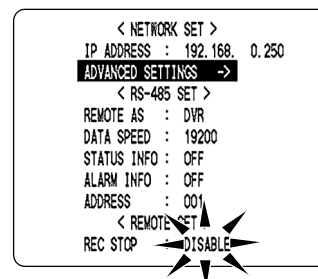 < NETWORK SET >
IP ADDRESS : 192.168. 0.250
ADVANCED SETTINGS ->
< RS-485 SET >
REMOTE AS : DVR
DATA SPEED : 19200
STATUS INFO : OFF
ALARM INFO : OFF
ADDRESS : 001
< REMOTE SET >
REC STOP : DISABLE